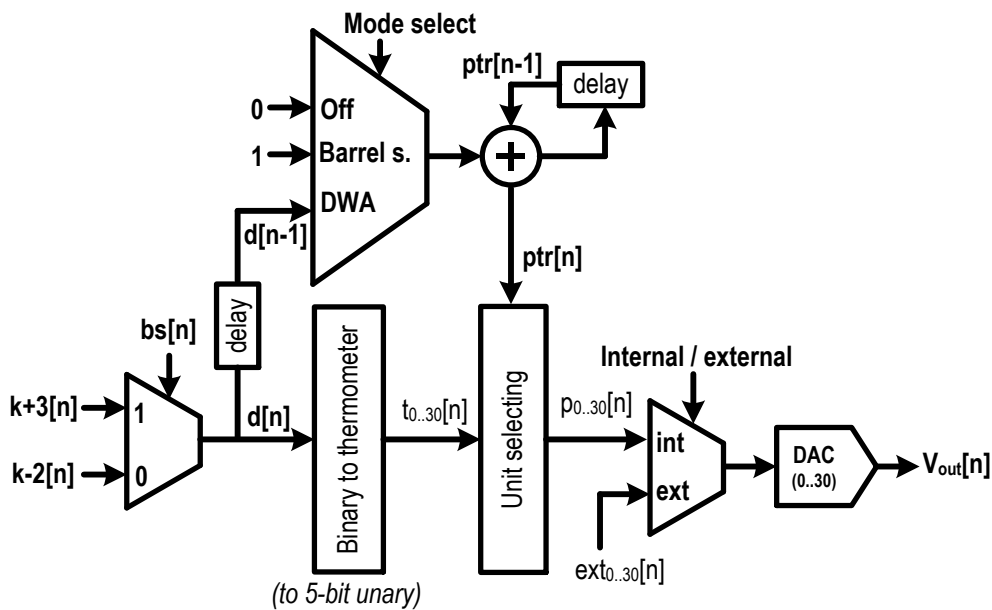 Mode select
ptr[n-1]
delay
0
Off
1
Barrel s.
+
DWA
d[n-1]
ptr[n]
delay
bs[n]
Binary to thermometer
Unit selecting
Internal / external
k+3[n]
1
d[n]
t0..30[n]
p0..30[n]
int
DAC
(0..30)
Vout[n]
k-2[n]
0
ext
ext0..30[n]
(to 5-bit unary)